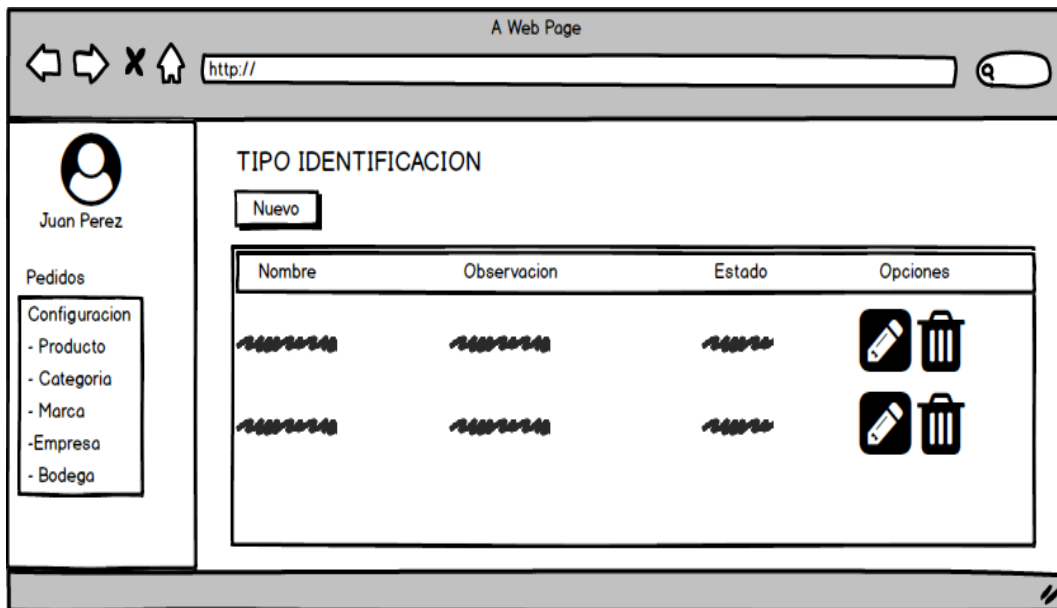 A Web Page
http://
Juan Perez
Pedidos
Configuracion
- Producto
- Categoria
- Marca
-Empresa
- Bodega
TIPO IDENTIFICACION
Nuevo
Nombre Observacion Estado Opciones